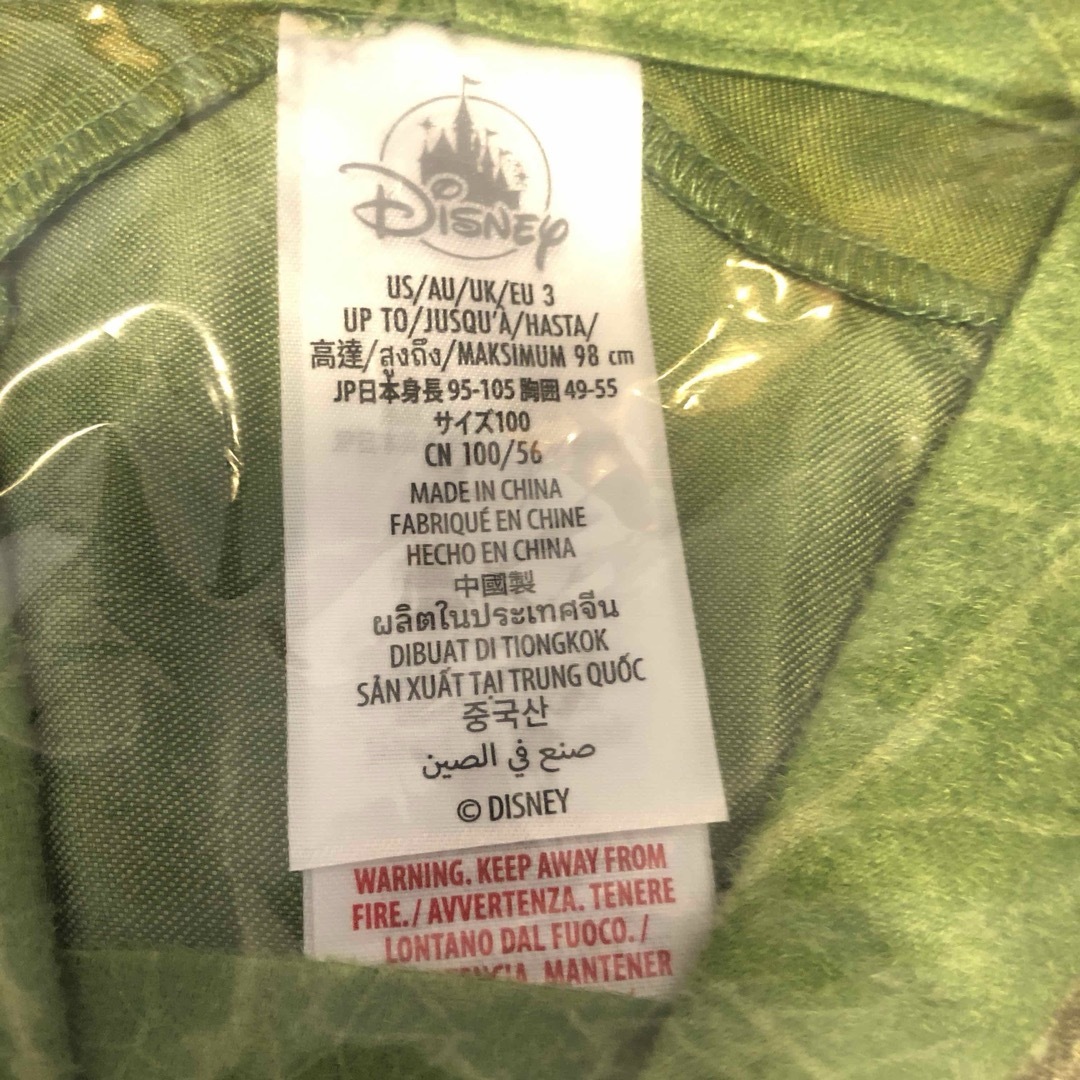 Disney
US/AU/UK/EU 3
UP TO/JUSQU'À/HASTA/
高達/สูงถึง/MAKSIMUM 98 cm
JP日本身長 95-105 胸囲 49-55
サイズ100
CN 100/56
MADE IN CHINA
FABRIQUÉ EN CHINE
HECHO EN CHINA
中國製
ผลิตในประเทศจีน
DIBUAT DI TIONGKOK
SẢN XUẤT TẠI TRUNG QUỐC
중국산
صنع في الصين
© DISNEY
WARNING. KEEP AWAY FROM
FIRE. / AVVERTENZA. TENERE
LONTANO DAL FUOCO. /
MANTENER